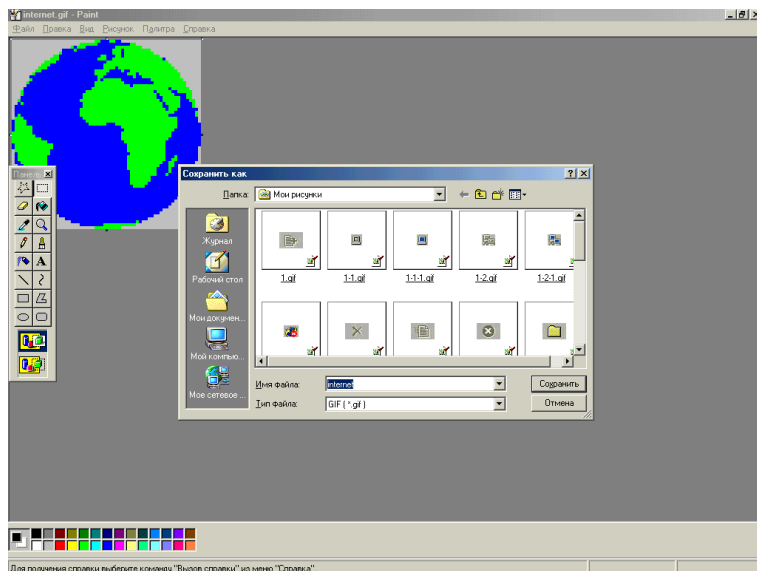 internet.gif - Paint
Файл Правка Вид Рисунок Палитра Справка
Панель
A
Сохранить как
Папка:
Мои рисунки
Журнал
Рабочий стол
Мои докумен...
Мой компью...
Мое сетевое ...
1.gif
1-1.gif
1-1-1.gif
1-2.gif
1-2-1.gif
Имя файла:
internet
Сохранить
Тип файла:
GIF ( *.gif )
Отмена
Для получения справки выберите команду "Вызов справки" из меню "Справка".